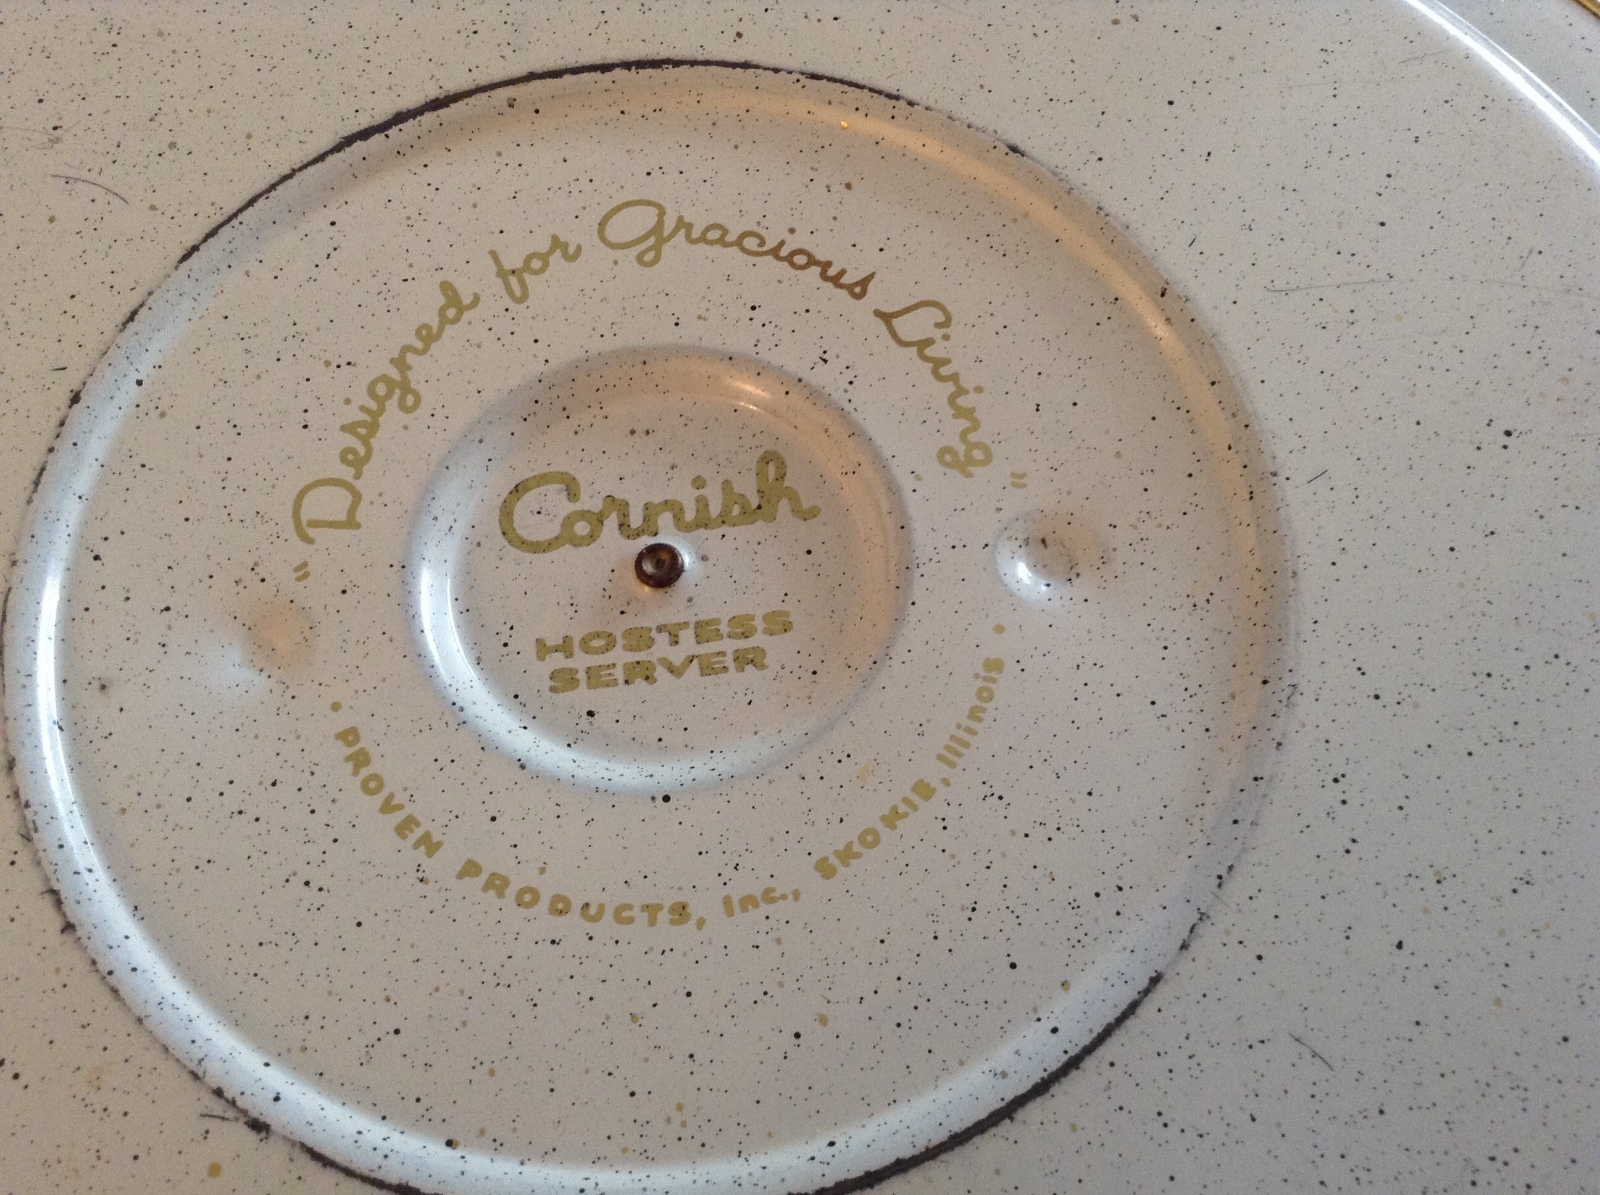 "Designed for Gracious Living"
Cornish
HOSTESS
SERVER
• PROVEN PRODUCTS, Inc., SKOKIE, Illinois •